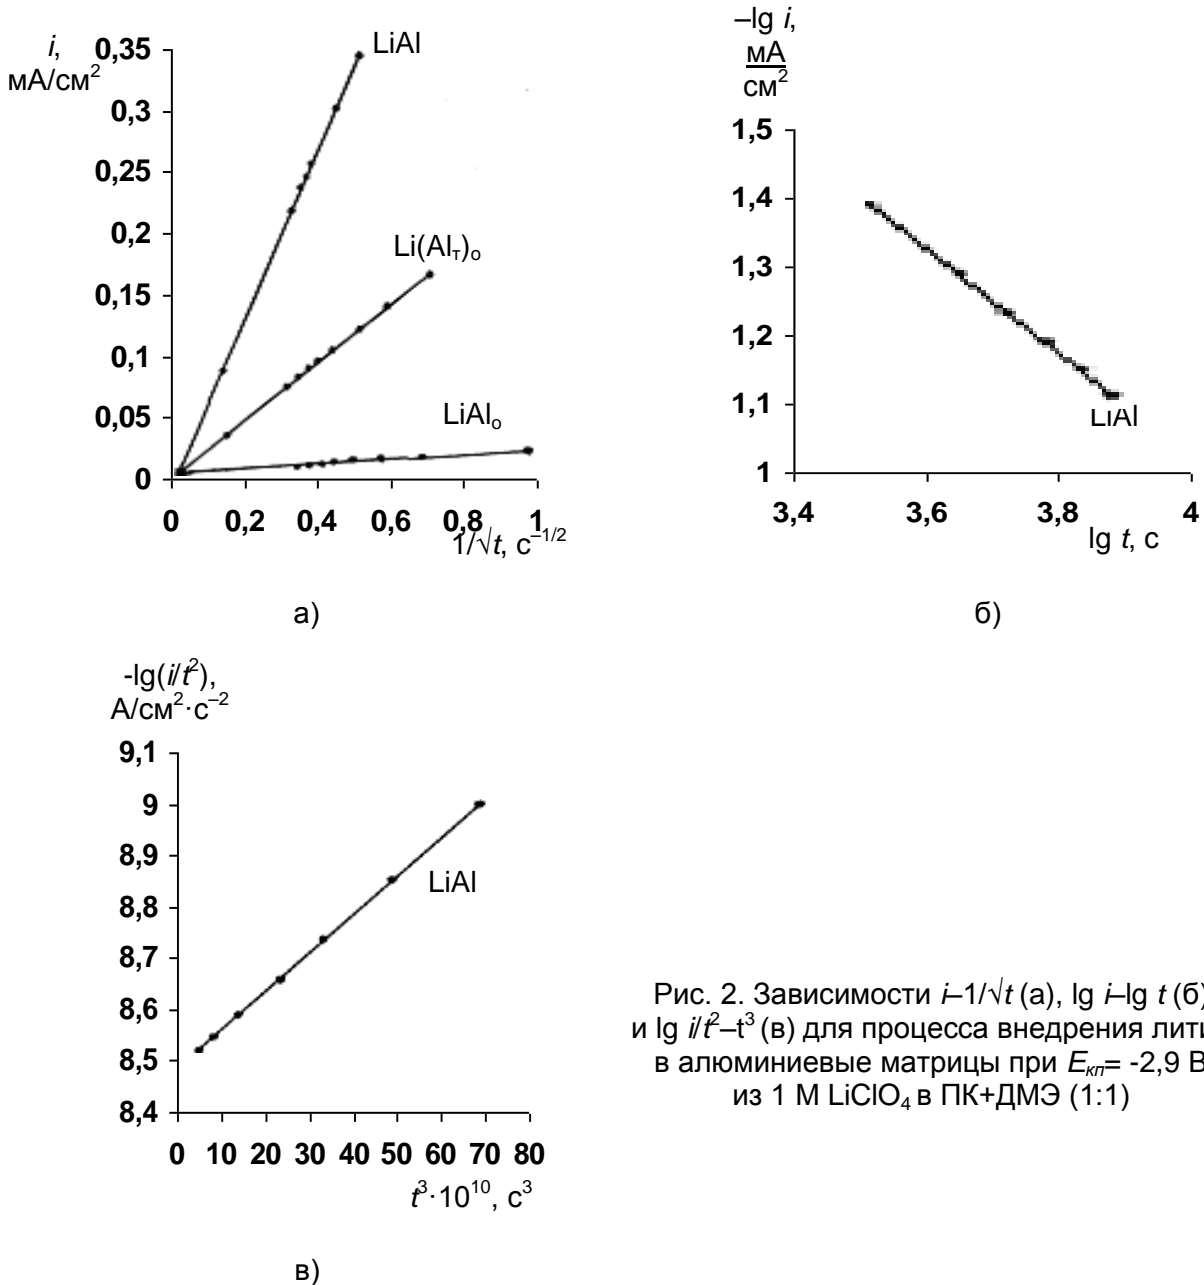 i,
мА/см²
0,35
0,3
0,25
0,2
0,15
0,1
0,05
0
LiAl
Li(Alт)о
LiAlо
0 0,2 0,4 0,6 0,8 1
1/√t, с–1/2
а)
–lg i,
мА
см²
1,5
1,4
1,3
1,2
1,1
1
LiAl
3,4 3,6 3,8 4
lg t, с
б)
-lg(i/t²),
А/см²·с–2
9,1
9
8,9
8,8
8,7
8,6
8,5
8,4
LiAl
0 10 20 30 40 50 60 70 80
t³·10¹⁰, с³
в)
Рис. 2. Зависимости i–1/√t (а), lg i–lg t (б)
и lg i/t²–t³ (в) для процесса внедрения лити
в алюминиевые матрицы при Eкп= -2,9 В
из 1 М LiClO₄ в ПК+ДМЭ (1:1)